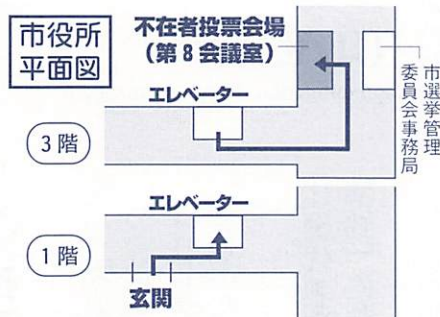 市役所
平面図
不在者投票会場
(第8会議室)
市選挙管理
委員会事務局
エレベーター
3階
エレベーター
1階
玄関